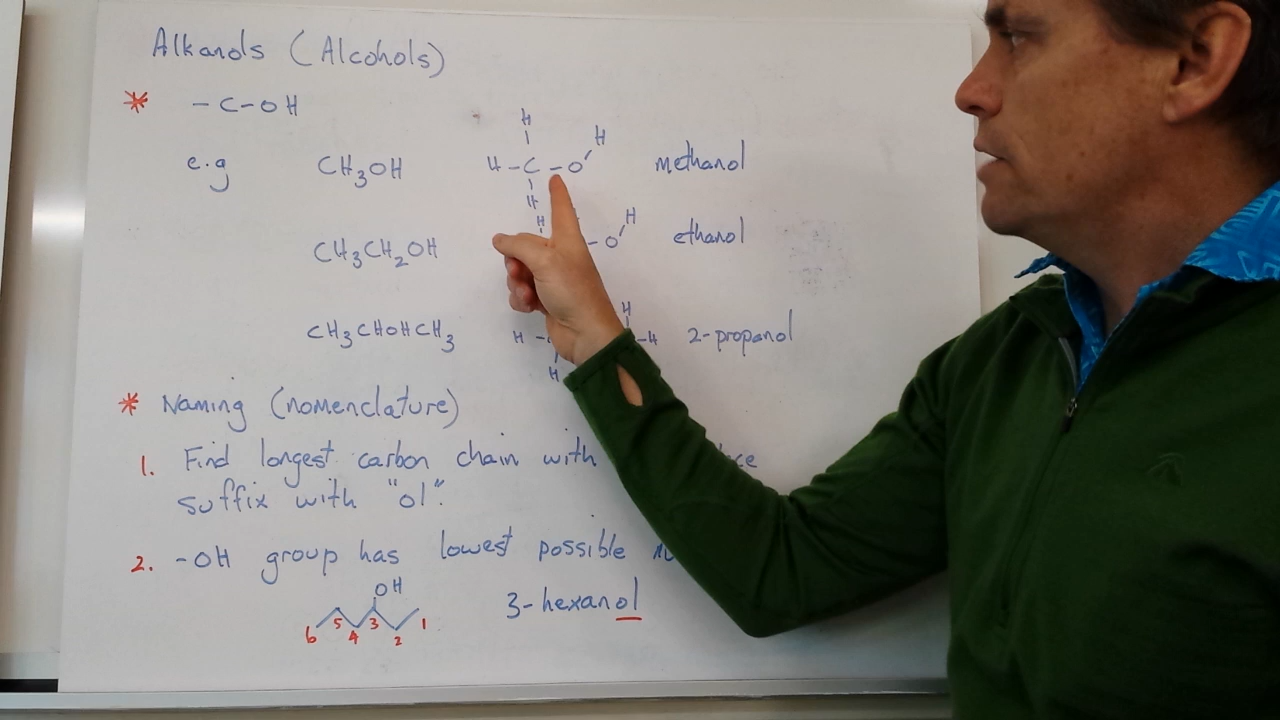 Alkanols (Alcohols)
* -C-OH
e.g CH₃OH H H-C-O H H methanol
CH₃CH₂OH H -O H ethanol
CH₃CHOHCH₃ H H- -H H 2-propanol
* Naming (nomenclature)
1. Find longest carbon chain with
suffix with "ol".
2. -OH group has lowest possible
OH
3-hexanol
6 5 4 3 2 1